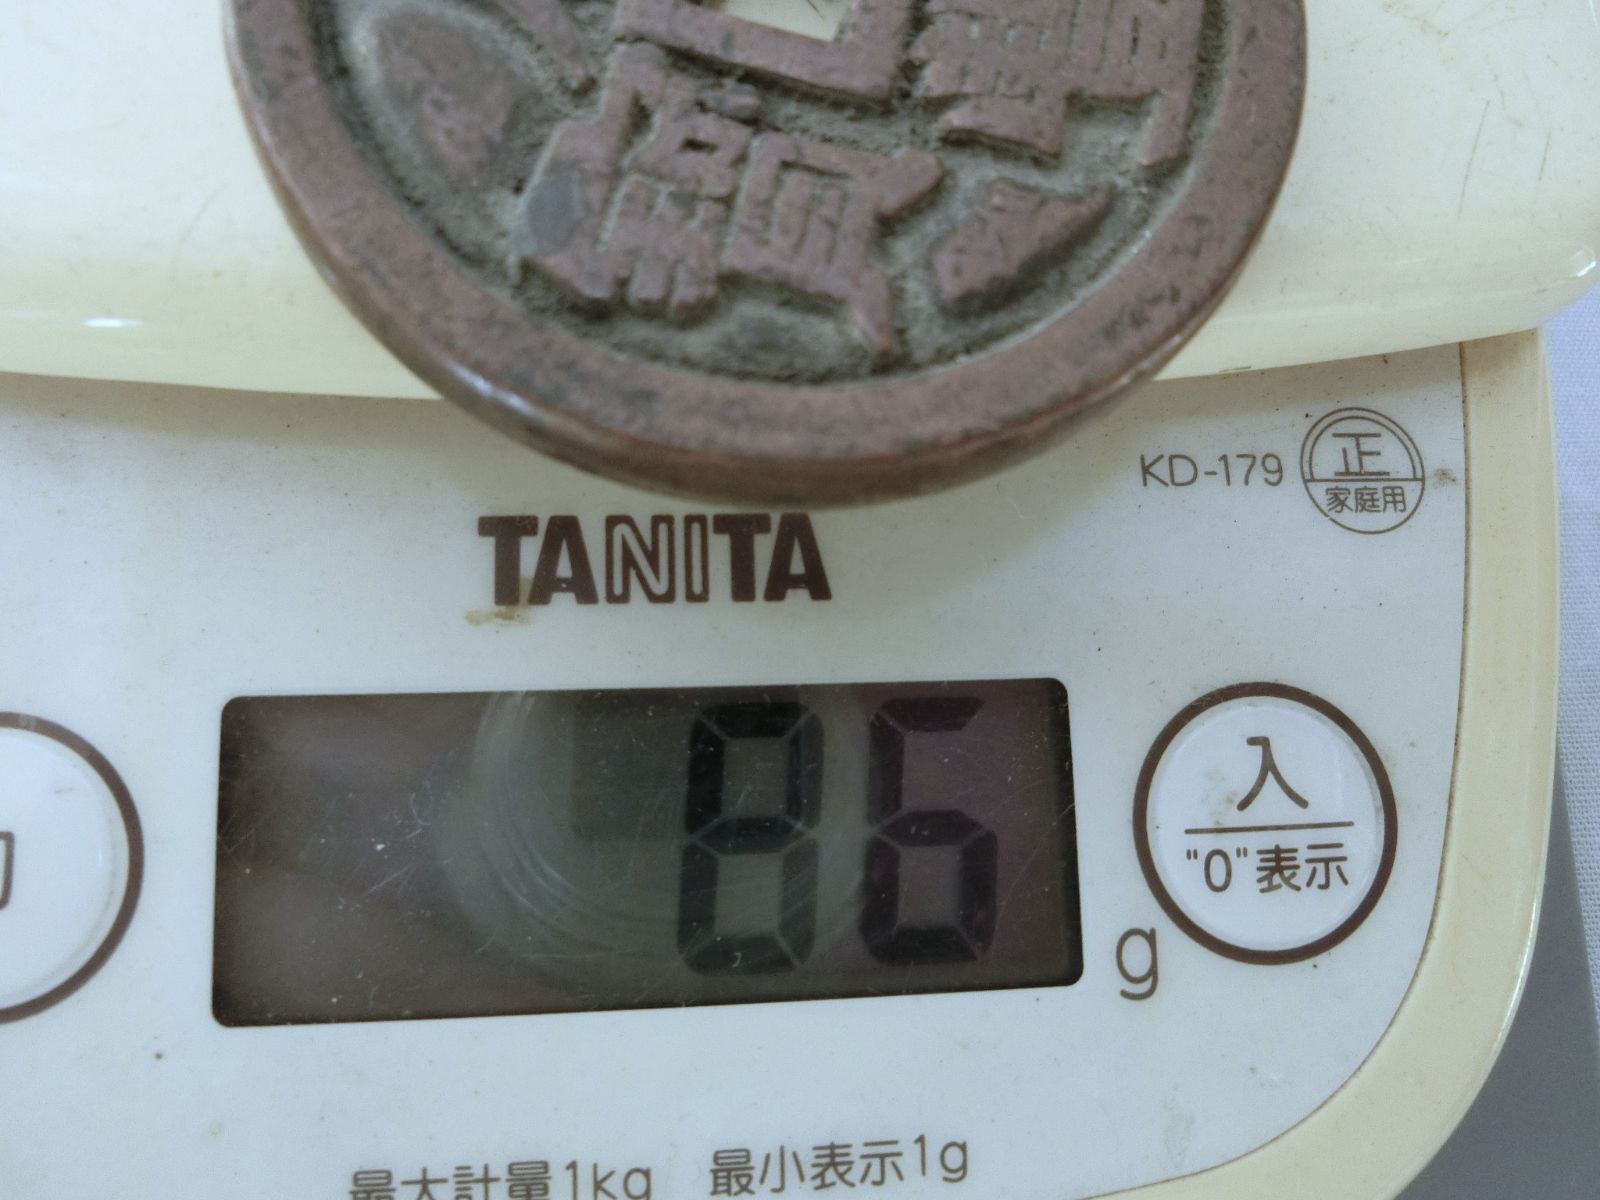 KD-179
正
家庭用
TANITA
86
g
入
"0"表示
最大計量1kg 最小表示1g